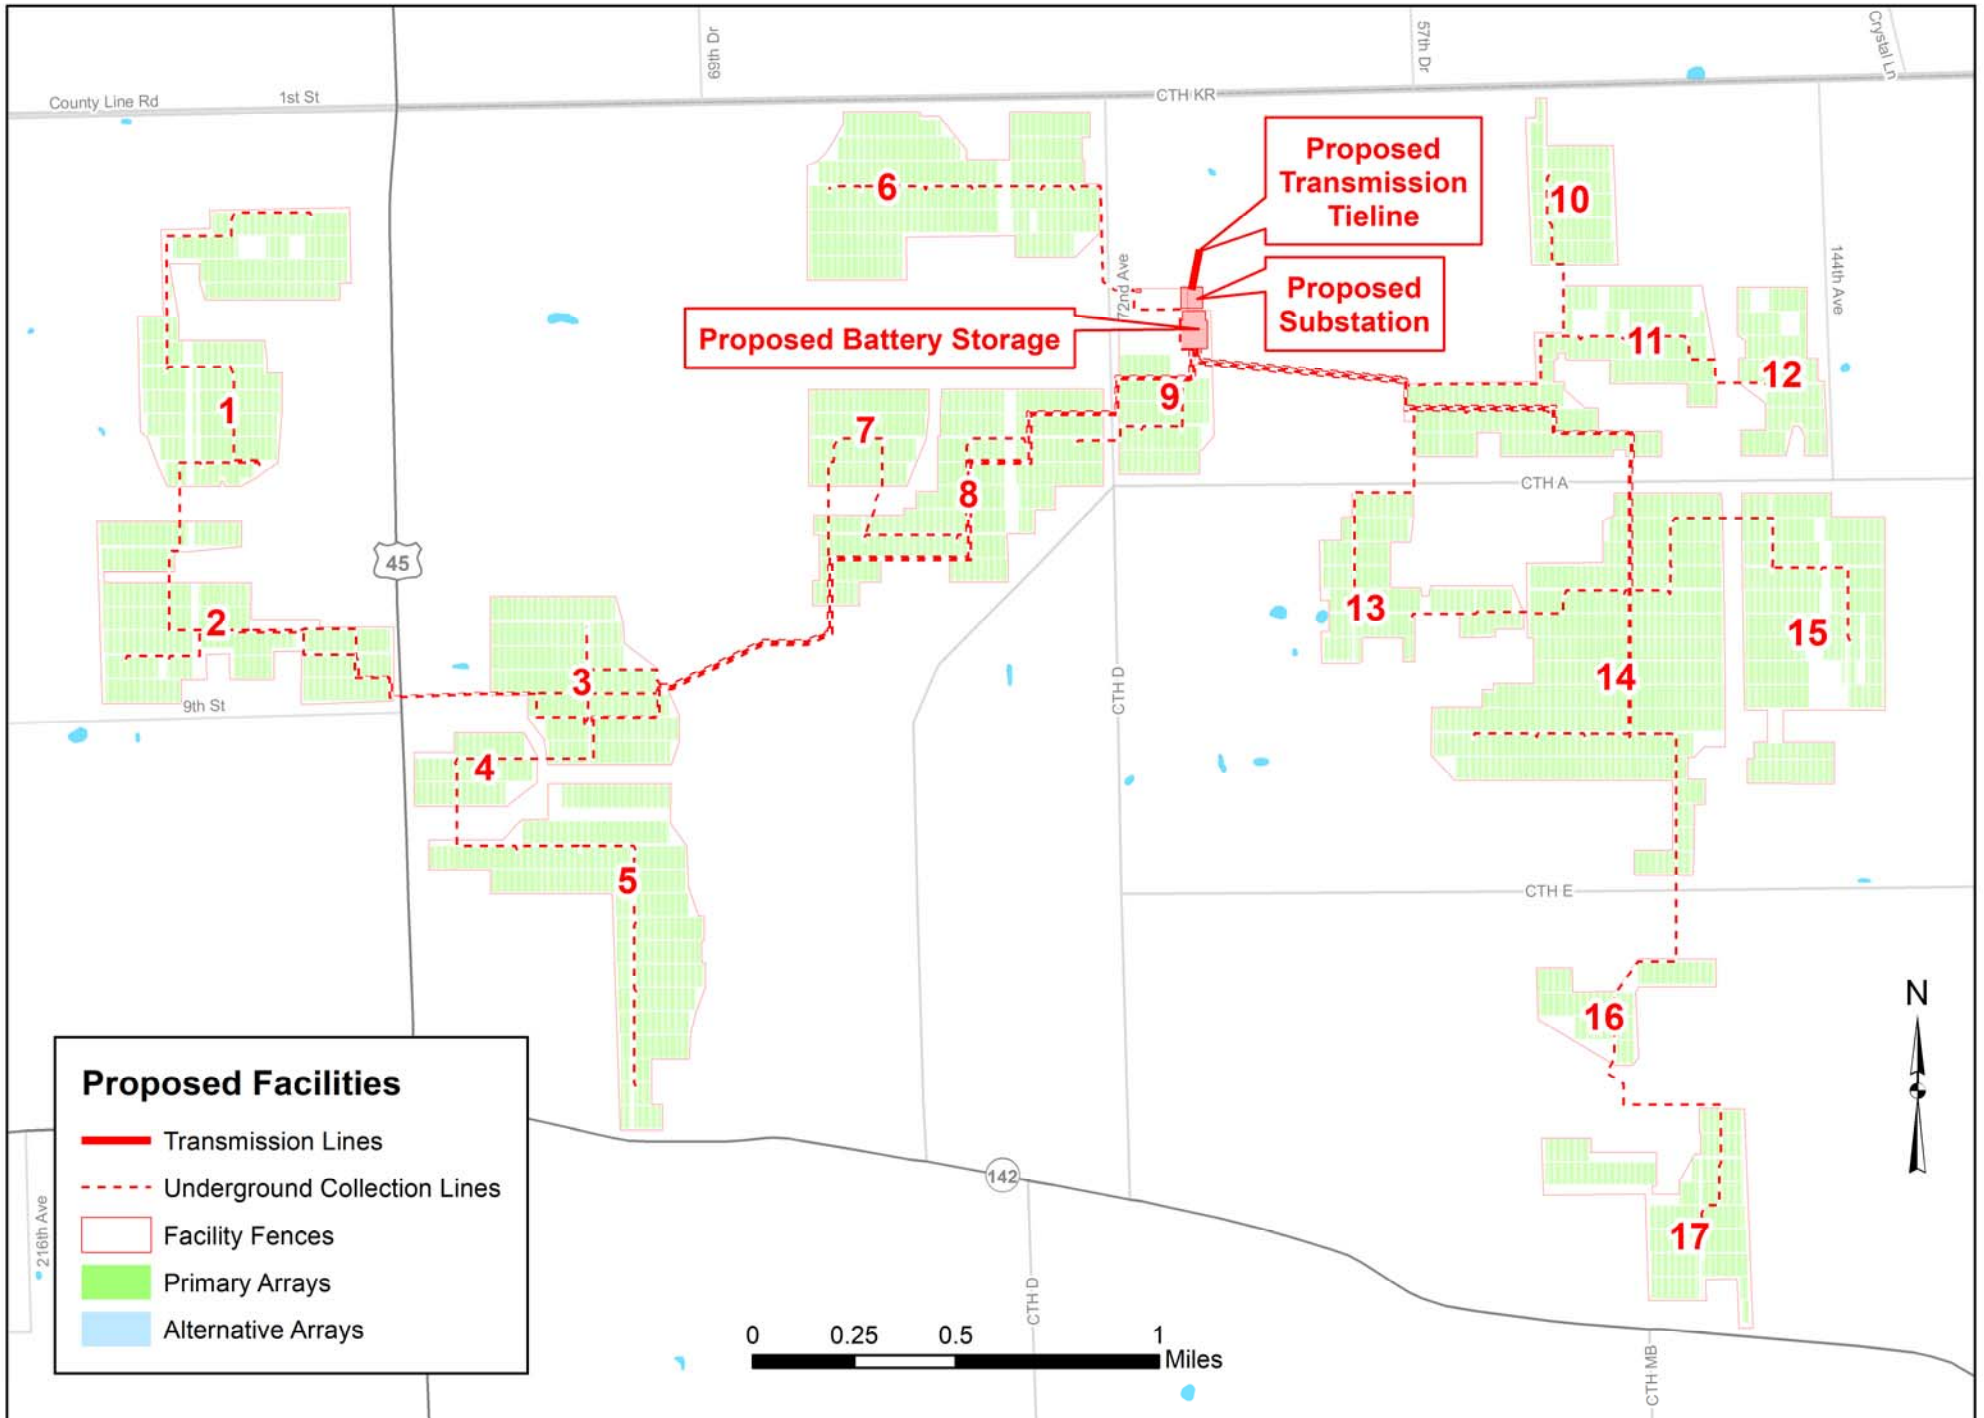 County Line Rd
1st St
69th Dr
CTH KR
57th Dr
Crystal Ln
6
Proposed
Transmission
Tieline
10
1
72nd Ave
Proposed
Substation
Proposed Battery Storage
144th Ave
11
12
9
7
8
CTH A
45
2
9th St
3
4
5
CTH D
13
14
15
CTH E
16
N
17
142
216th Ave
CTH D
CTH MB
Proposed Facilities
Transmission Lines
Underground Collection Lines
Facility Fences
Primary Arrays
Alternative Arrays
0 0.25 0.5 1
Miles